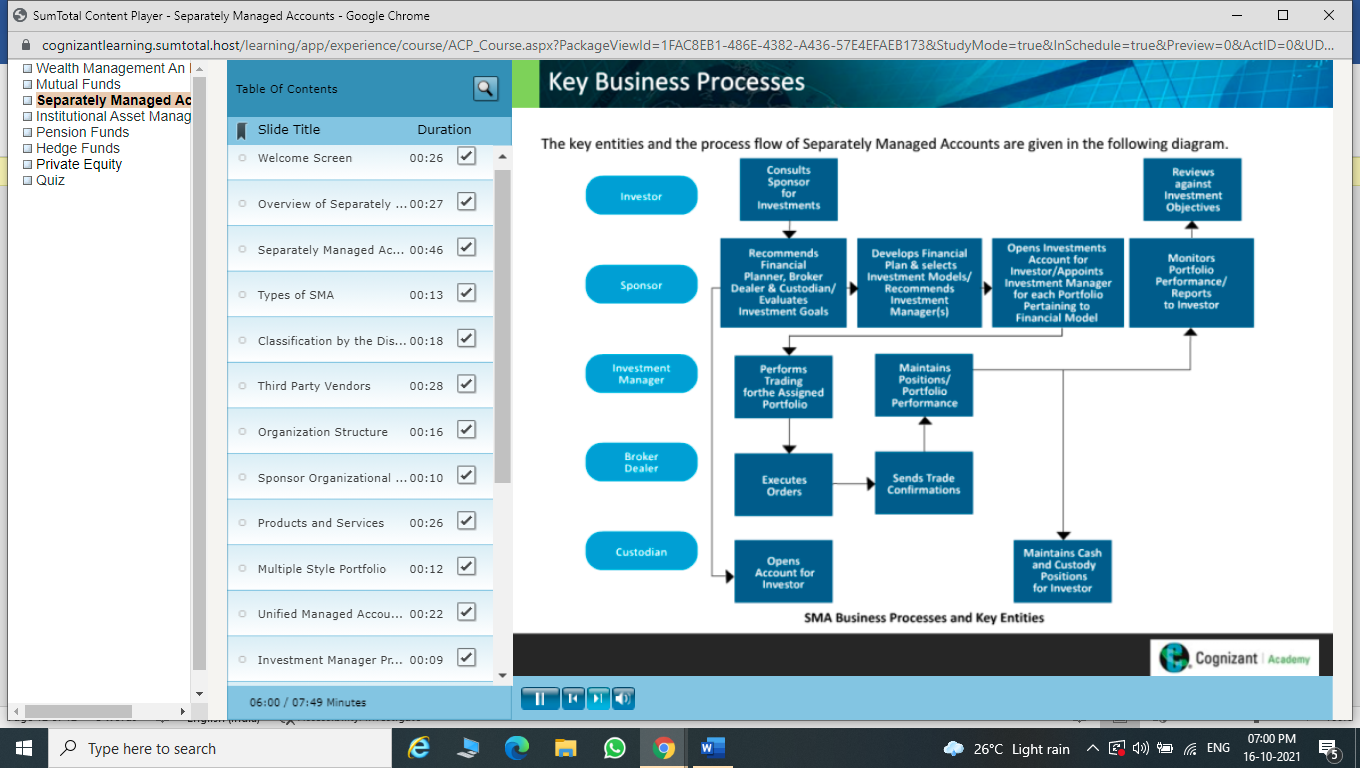 SumTotal Content Player - Separately Managed Accounts - Google Chrome
cognizantlearning.sumtotal.host/learning/app/experience/course/ACP_Course.aspx?PackageViewId=1FAC8EB1-486E-4382-A436-57E4EFAEB173&StudyMode=true&InSchedule=true&Preview=0&ActID=0&UD...
Wealth Management An
Mutual Funds
Separately Managed Ac
Institutional Asset Manag
Pension Funds
Hedge Funds
Private Equity
Quiz
Table Of Contents
Slide Title Duration
Welcome Screen 00:26
Overview of Separately ... 00:27
Separately Managed Ac... 00:46
Types of SMA 00:13
Classification by the Dis... 00:18
Third Party Vendors 00:28
Organization Structure 00:16
Sponsor Organizational ... 00:10
Products and Services 00:26
Multiple Style Portfolio 00:12
Unified Managed Accou... 00:22
Investment Manager Pr... 00:09
06:00 / 07:49 Minutes
Key Business Processes
The key entities and the process flow of Separately Managed Accounts are given in the following diagram.
Investor
Consults
Sponsor
for
Investments
Reviews
against
Investment
Objectives
Sponsor
Recommends
Financial
Planner, Broker
Dealer & Custodian/
Evaluates
Investment Goals
Develops Financial
Plan & selects
Investment Models/
Recommends
Investment
Manager(s)
Opens Investments
Account for
Investor/Appoints
Investment Manager
for each Portfolio
Pertaining to
Financial Model
Monitors
Portfolio
Performance/
Reports
to Investor
Investment
Manager
Performs
Trading
forthe Assigned
Portfolio
Maintains
Positions/
Portfolio
Performance
Broker
Dealer
Executes
Orders
Sends Trade
Confirmations
Custodian
Opens
Account for
Investor
Maintains Cash
and Custody
Positions
for Investor
SMA Business Processes and Key Entities
Cognizant | Academy
Type here to search
26°C Light rain
ENG
07:00 PM
16-10-2021
5